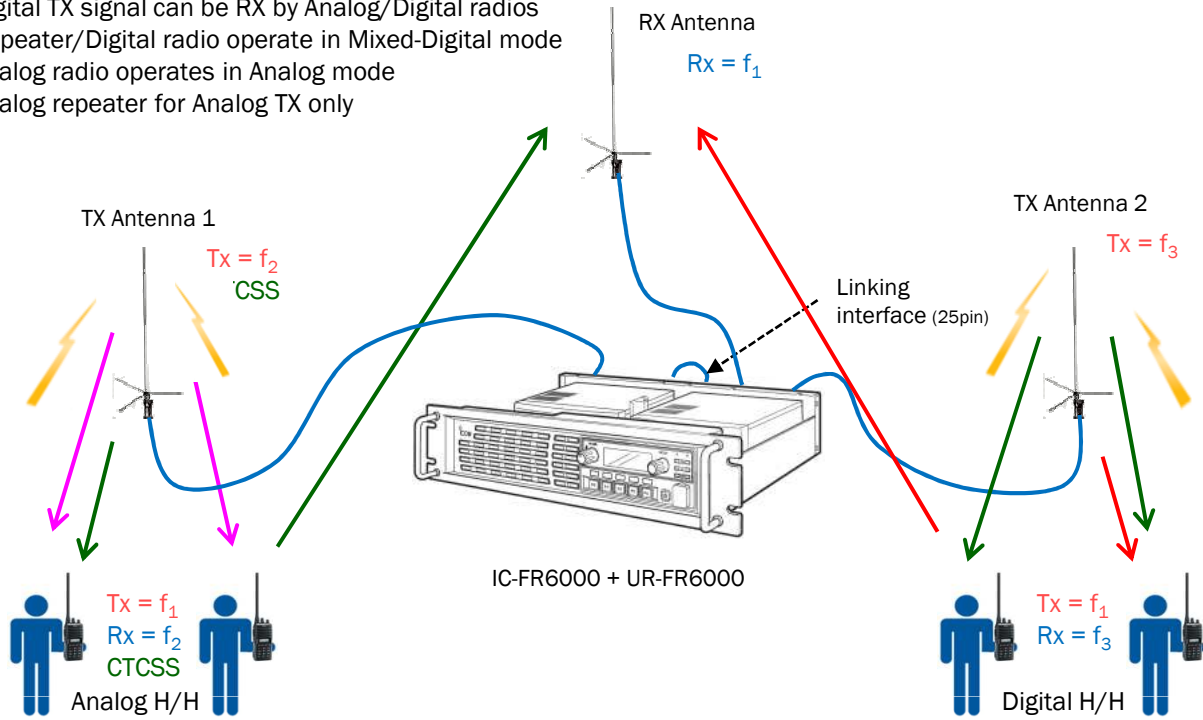 gital TX signal can be RX by Analog/Digital radios
peater/Digital radio operate in Mixed-Digital mode
alog radio operates in Analog mode
alog repeater for Analog TX only
RX Antenna
Rx = f₁
TX Antenna 1
Tx = f₂
CSS
TX Antenna 2
Tx = f₃
Linking
interface (25pin)
IC-FR6000 + UR-FR6000
Tx = f₁
Rx = f₂
CTCSS
Analog H/H
Tx = f₁
Rx = f₃
Digital H/H